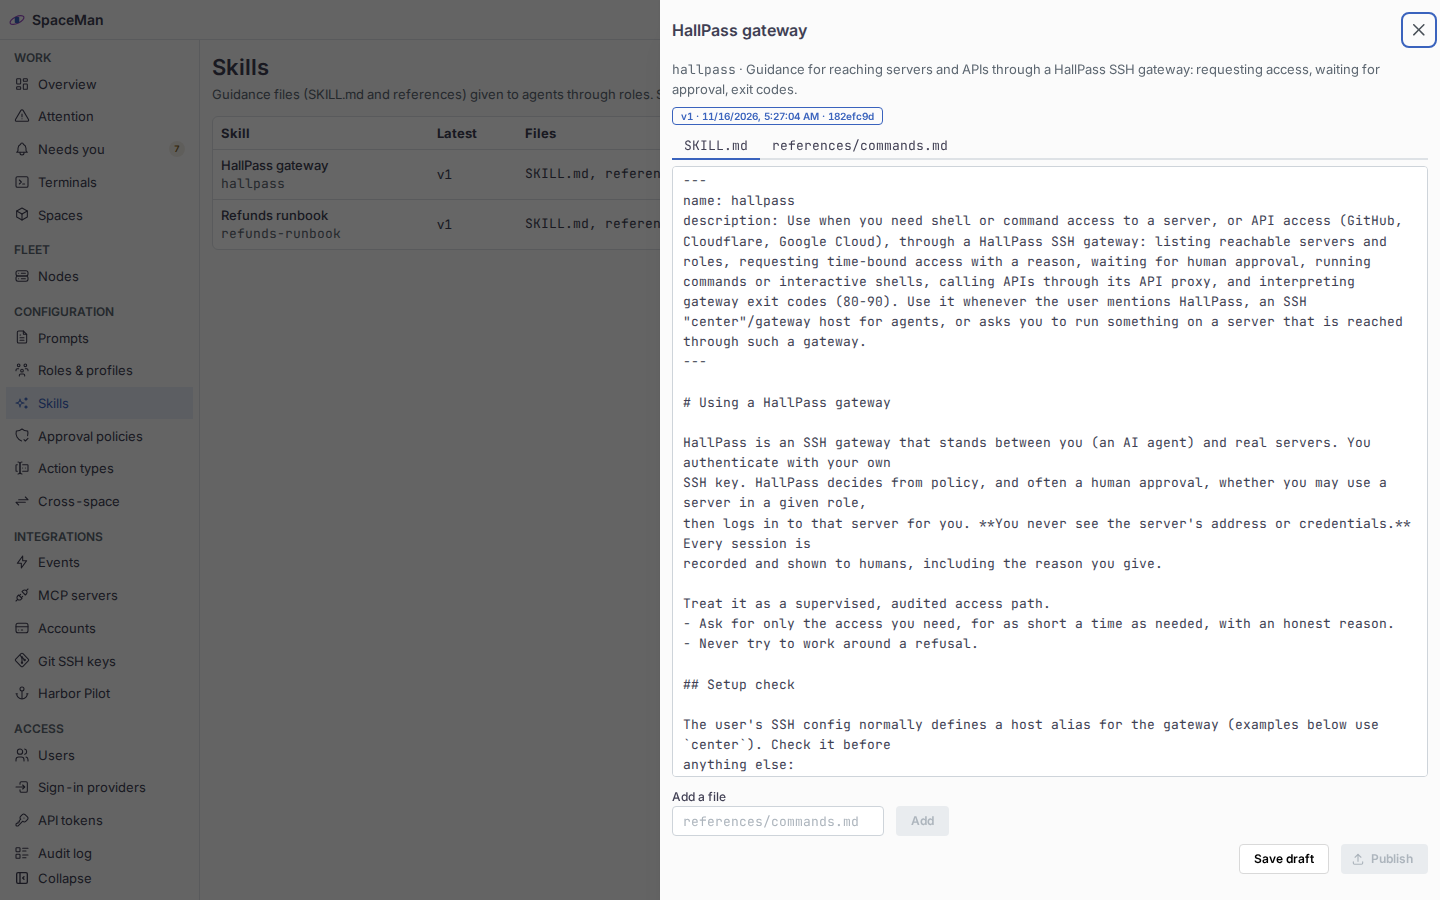 SpaceMan
WORK
Overview
Attention
Needs you 7
Terminals
Spaces
FLEET
Nodes
CONFIGURATION
Prompts
Roles & profiles
Skills
Approval policies
Action types
Cross-space
INTEGRATIONS
Events
MCP servers
Accounts
Git SSH keys
Harbor Pilot
ACCESS
Users
Sign-in providers
API tokens
Audit log
Collapse
Skills
Guidance files (SKILL.md and references) given to agents through roles.
Skill Latest Files
HallPass gateway
hallpass
v1 SKILL.md, referen
Refunds runbook
refunds-runbook
v1 SKILL.md, referen
HallPass gateway
hallpass · Guidance for reaching servers and APIs through a HallPass SSH gateway: requesting access, waiting for
approval, exit codes.
v1 · 11/16/2026, 5:27:04 AM · 182efc9d
SKILL.md references/commands.md
---
name: hallpass
description: Use when you need shell or command access to a server, or API access (GitHub,
Cloudflare, Google Cloud), through a HallPass SSH gateway: listing reachable servers and
roles, requesting time-bound access with a reason, waiting for human approval, running
commands or interactive shells, calling APIs through its API proxy, and interpreting
gateway exit codes (80-90). Use it whenever the user mentions HallPass, an SSH
"center"/gateway host for agents, or asks you to run something on a server that is reached
through such a gateway.
---
# Using a HallPass gateway
HallPass is an SSH gateway that stands between you (an AI agent) and real servers. You
authenticate with your own
SSH key. HallPass decides from policy, and often a human approval, whether you may use a
server in a given role,
then logs in to that server for you. **You never see the server's address or credentials.**
Every session is
recorded and shown to humans, including the reason you give.
Treat it as a supervised, audited access path.
- Ask for only the access you need, for as short a time as needed, with an honest reason.
- Never try to work around a refusal.
## Setup check
The user's SSH config normally defines a host alias for the gateway (examples below use
`center`). Check it before
anything else:
Add a file
references/commands.md Add
Save draft Publish